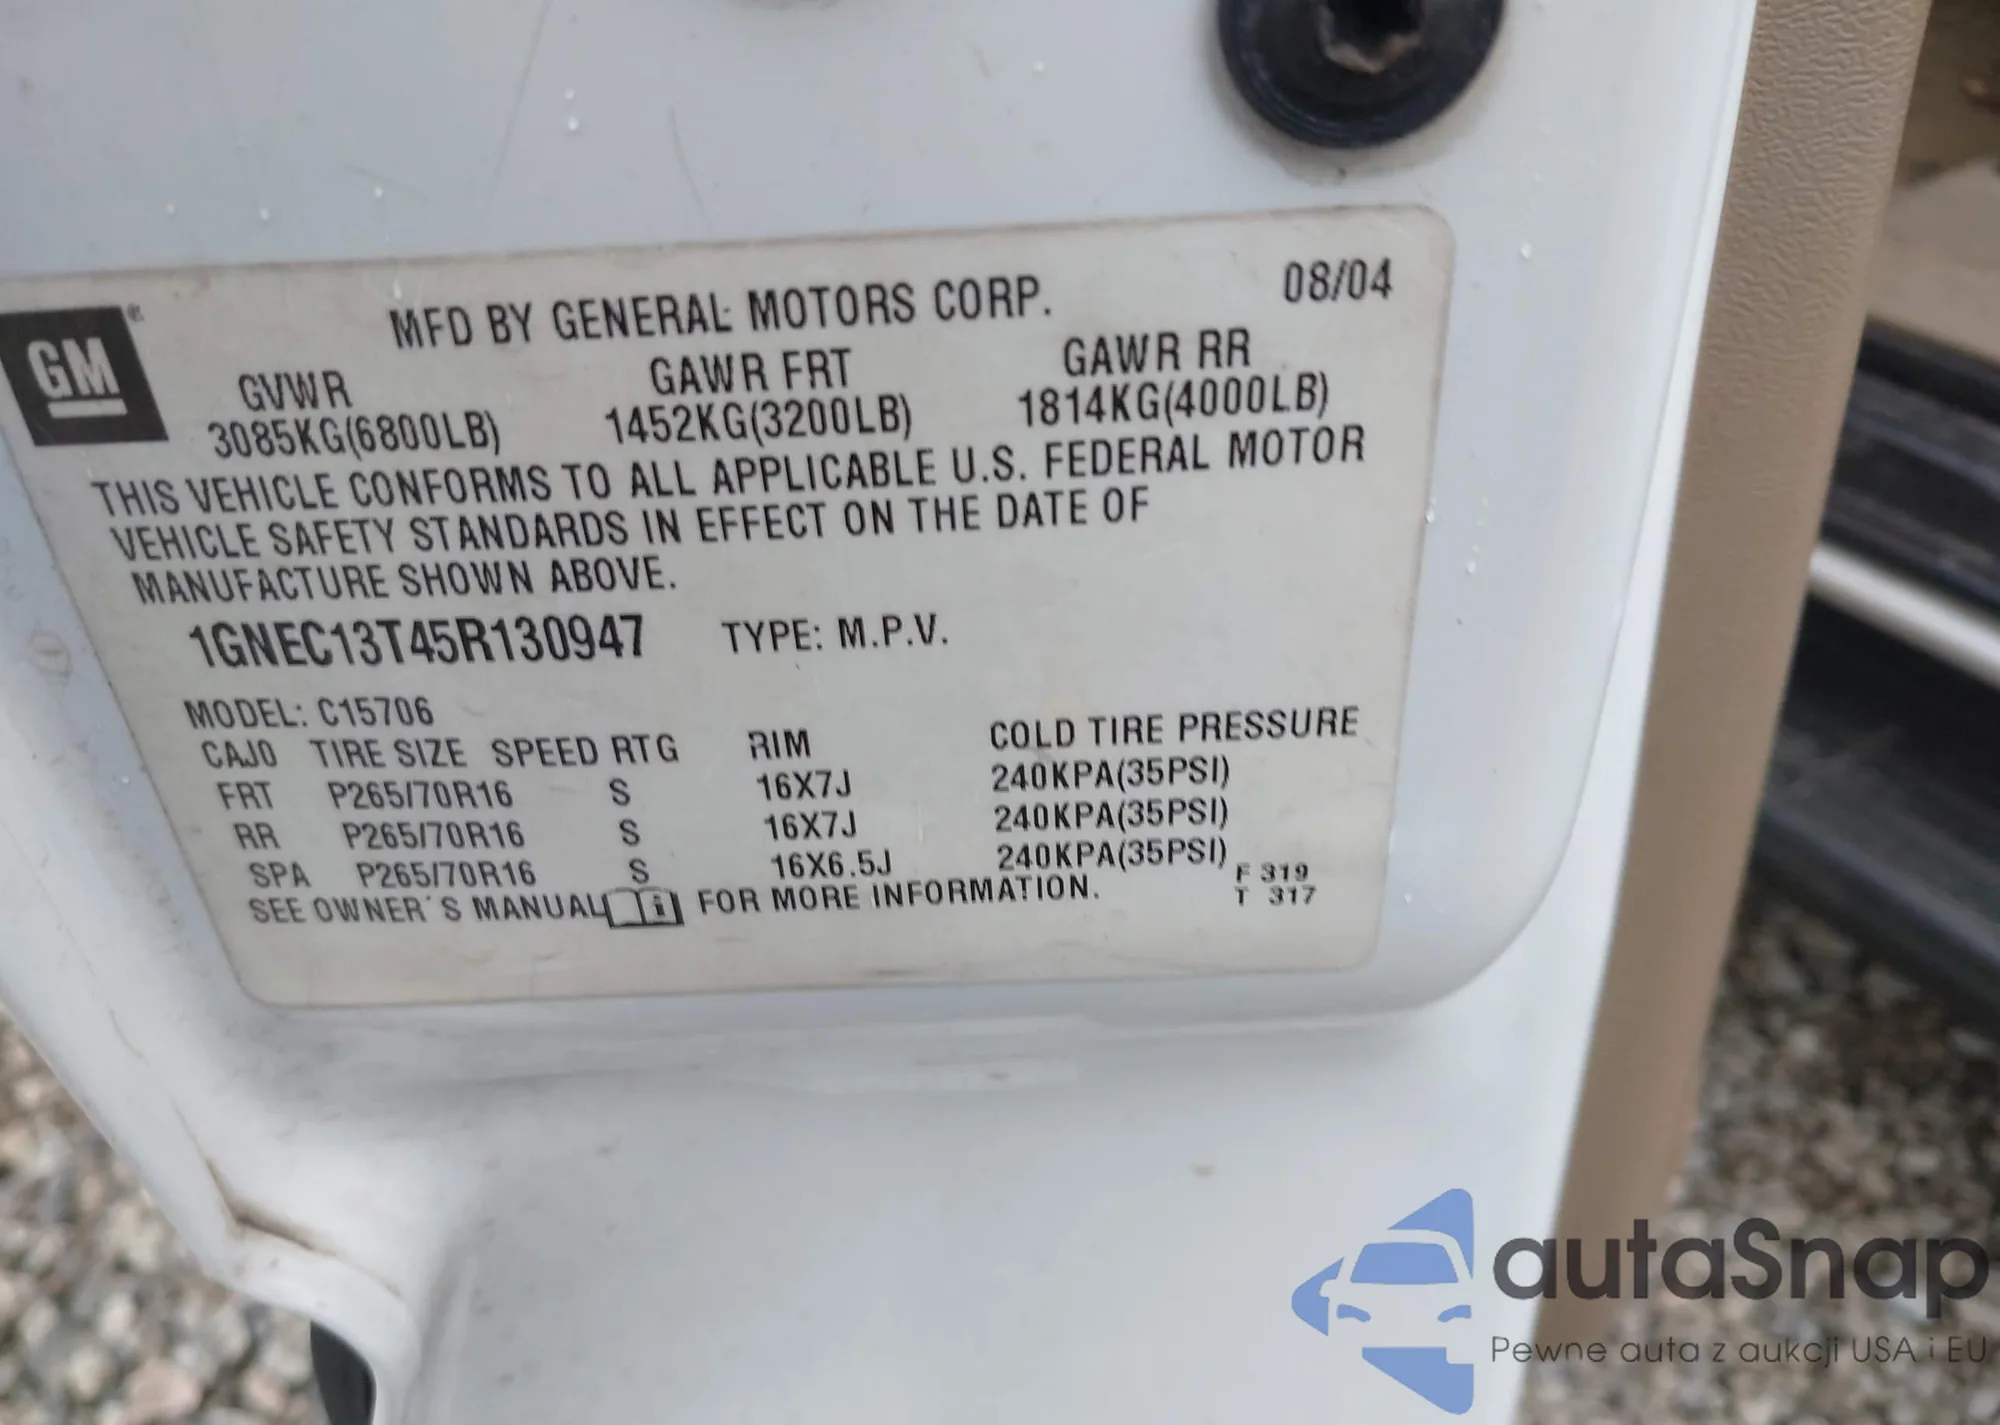 GM
MFD BY GENERAL MOTORS CORP. 08/04
GVWR GAWR FRT GAWR RR
3085KG(6800LB) 1452KG(3200LB) 1814KG(4000LB)
THIS VEHICLE CONFORMS TO ALL APPLICABLE U.S. FEDERAL MOTOR
VEHICLE SAFETY STANDARDS IN EFFECT ON THE DATE OF
MANUFACTURE SHOWN ABOVE.
1GNEC13T45R130947 TYPE: M.P.V.
MODEL: C15706
CAJ0 TIRE SIZE SPEED RTG RIM COLD TIRE PRESSURE
FRT P265/70R16 S 16X7J 240KPA(35PSI)
RR P265/70R16 S 16X7J 240KPA(35PSI)
SPA P265/70R16 S 16X6.5J 240KPA(35PSI)
SEE OWNER'S MANUAL FOR MORE INFORMATION.
F 319
T 317
autaSnap
Pewne auta z aukcji USA i EU